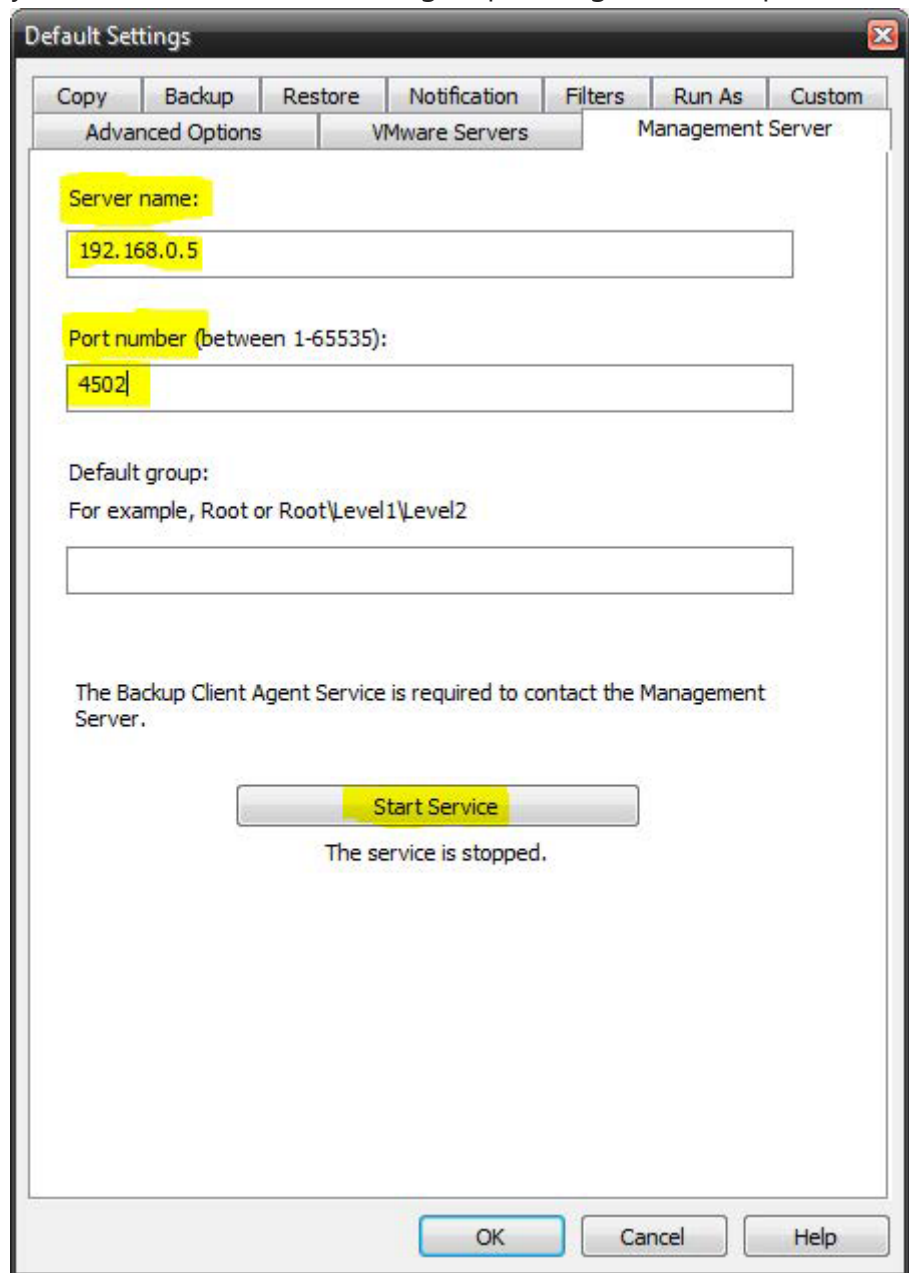 Default Settings
Copy Backup Restore Notification Filters Run As Custom
Advanced Options VMware Servers Management Server
Server name:
192.168.0.5
Port number (between 1-65535):
4502
Default group:
For example, Root or Root\Level1\Level2
The Backup Client Agent Service is required to contact the Management
Server.
Start Service
The service is stopped.
OK Cancel Help